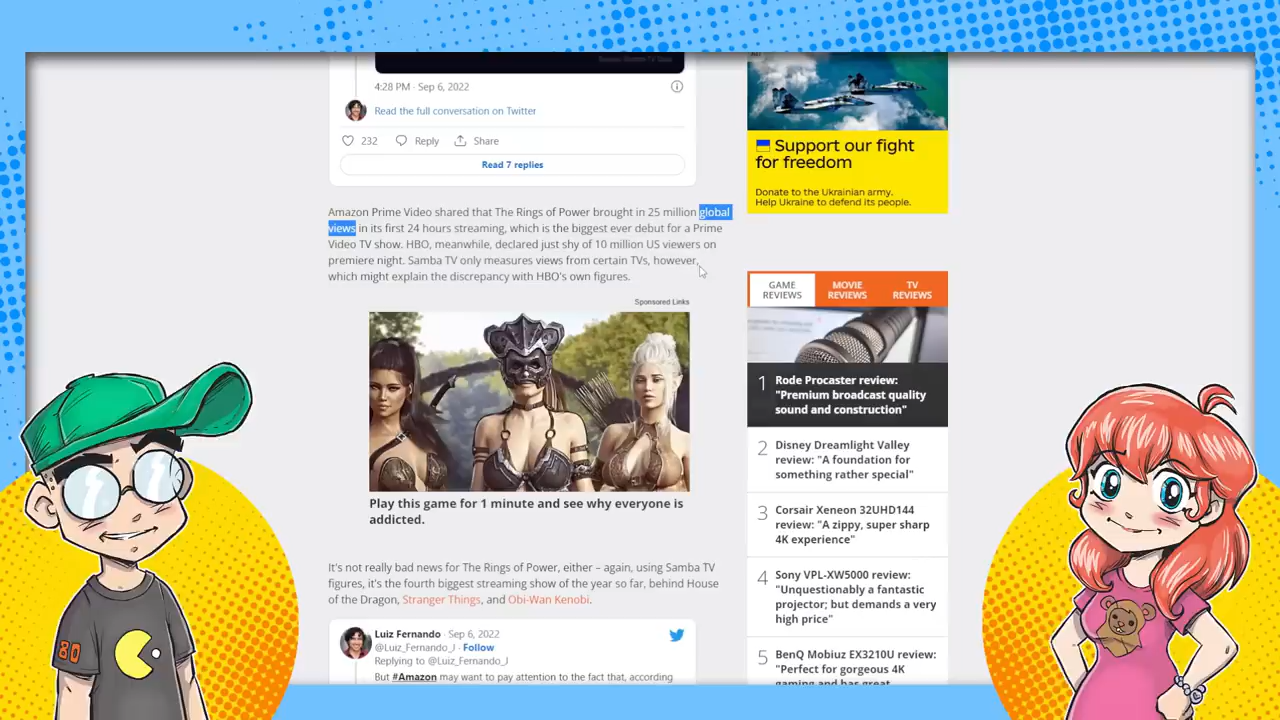 4:28 PM · Sep 6, 2022
Read the full conversation on Twitter
232 Reply Share
Read 7 replies
Amazon Prime Video shared that The Rings of Power brought in 25 million global
views in its first 24 hours streaming, which is the biggest ever debut for a Prime
Video TV show. HBO, meanwhile, declared just shy of 10 million US viewers on
premiere night. Samba TV only measures views from certain TVs, however,
which might explain the discrepancy with HBO's own figures.
Sponsored Links
Play this game for 1 minute and see why everyone is
addicted.
It's not really bad news for The Rings of Power, either – again, using Samba TV
figures, it's the fourth biggest streaming show of the year so far, behind House
of the Dragon, Stranger Things, and Obi-Wan Kenobi.
Luiz Fernando · Sep 6, 2022
@Luiz_Fernando_J · Follow
Replying to @Luiz_Fernando_J
But #Amazon may want to pay attention to the fact that, according
Support our fight
for freedom
Donate to the Ukrainian army.
Help Ukraine to defend its people.
GAME
REVIEWS
MOVIE
REVIEWS
TV
REVIEWS
1 Rode Procaster review:
"Premium broadcast quality
sound and construction"
2 Disney Dreamlight Valley
review: "A foundation for
something rather special"
3 Corsair Xeneon 32UHD144
review: "A zippy, super sharp
4K experience"
4 Sony VPL-XW5000 review:
"Unquestionably a fantastic
projector; but demands a very
high price"
5 BenQ Mobiuz EX3210U review:
"Perfect for gorgeous 4K
gaming and has great
80